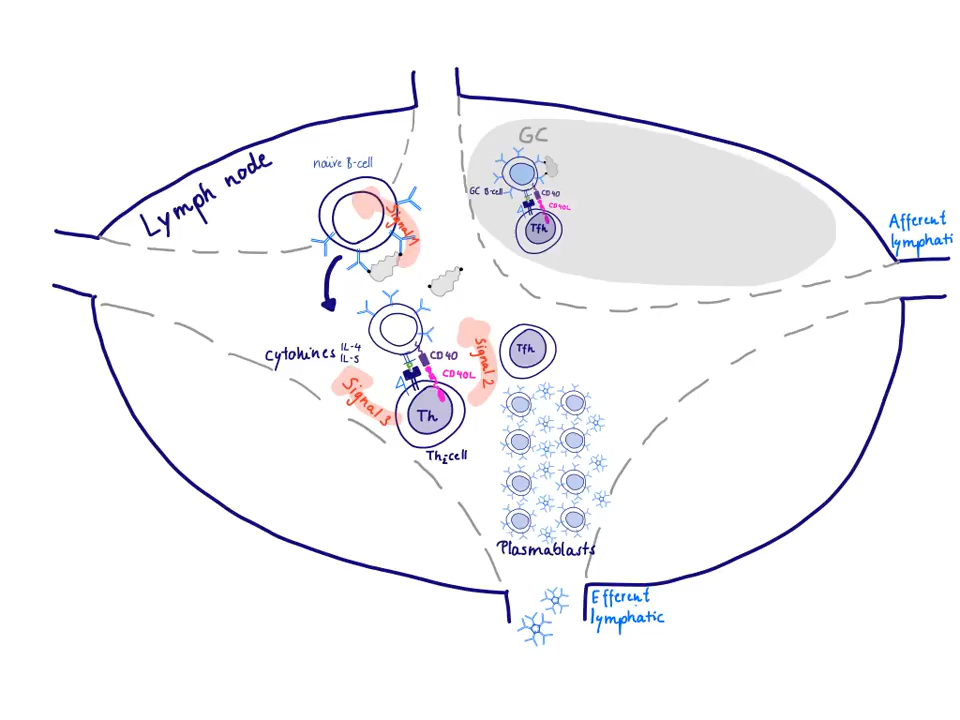 GC
Lymph node
naive B-cell
Signal 1
GC B-cell
CD40
CD40L
Tfh
Afferent
lymphati
Cytokines
IL-4
IL-5
CD40
CD40L
Signal 2
Tfh
Signal 3
Th
Th2 cell
Plasmablasts
Efferent
lymphatic